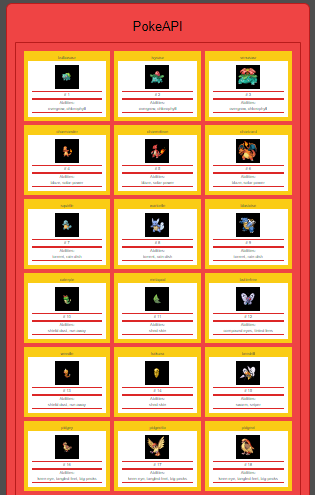 PokeAPI
bulbasaur
ivysaur
venusaur
# 1
# 2
# 3
Abilities:
Abilities:
Abilities:
overgrow, chlorophyll
overgrow, chlorophyll
overgrow, chlorophyll
charmander
charmeleon
charizard
# 4
# 5
# 6
Abilities:
Abilities:
Abilities:
blaze, solar-power
blaze, solar-power
blaze, solar-power
squirtle
wartortle
blastoise
# 7
# 8
# 9
Abilities:
Abilities:
Abilities:
torrent, rain-dish
torrent, rain-dish
torrent, rain-dish
caterpie
metapod
butterfree
# 10
# 11
# 12
Abilities:
Abilities:
Abilities:
shield-dust, run-away
shed-skin
compound-eyes, tinted-lens
weedle
kakuna
beedrill
# 13
# 14
# 15
Abilities:
Abilities:
Abilities:
shield-dust, run-away
shed-skin
swarm, sniper
pidgey
pidgeotto
pidgeot
# 16
# 17
# 18
Abilities:
Abilities:
Abilities:
keen-eye, tangled-feet, big-pecks
keen-eye, tangled-feet, big-pecks
keen-eye, tangled-feet, big-pecks